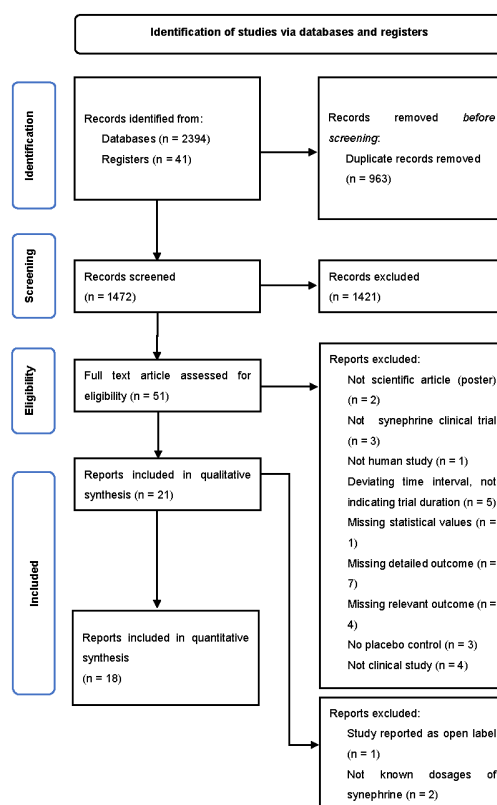 Identification of studies via databases and registers
Identification
Records identified from:
Databases (n = 2394)
Registers (n = 41)
Records removed before
screening:
Duplicate records removed
(n = 963)
Screening
Records screened
(n = 1472)
Records excluded
(n = 1421)
Eligibility
Full text article assessed for
eligibility (n = 51)
Reports excluded:
Not scientific article (poster)
(n = 2)
Not synephrine clinical trial
(n = 3)
Not human study (n = 1)
Deviating time interval, not
indicating trial duration (n = 5)
Missing statistical values (n =
1)
Missing detailed outcome (n =
7)
Missing relevant outcome (n =
4)
No placebo control (n = 3)
Not clinical study (n = 4)
Included
Reports included in qualitative
synthesis (n = 21)
Reports included in quantitative
synthesis
(n = 18)
Reports excluded:
Study reported as open label
(n = 1)
Not known dosages of
synephrine (n = 2)